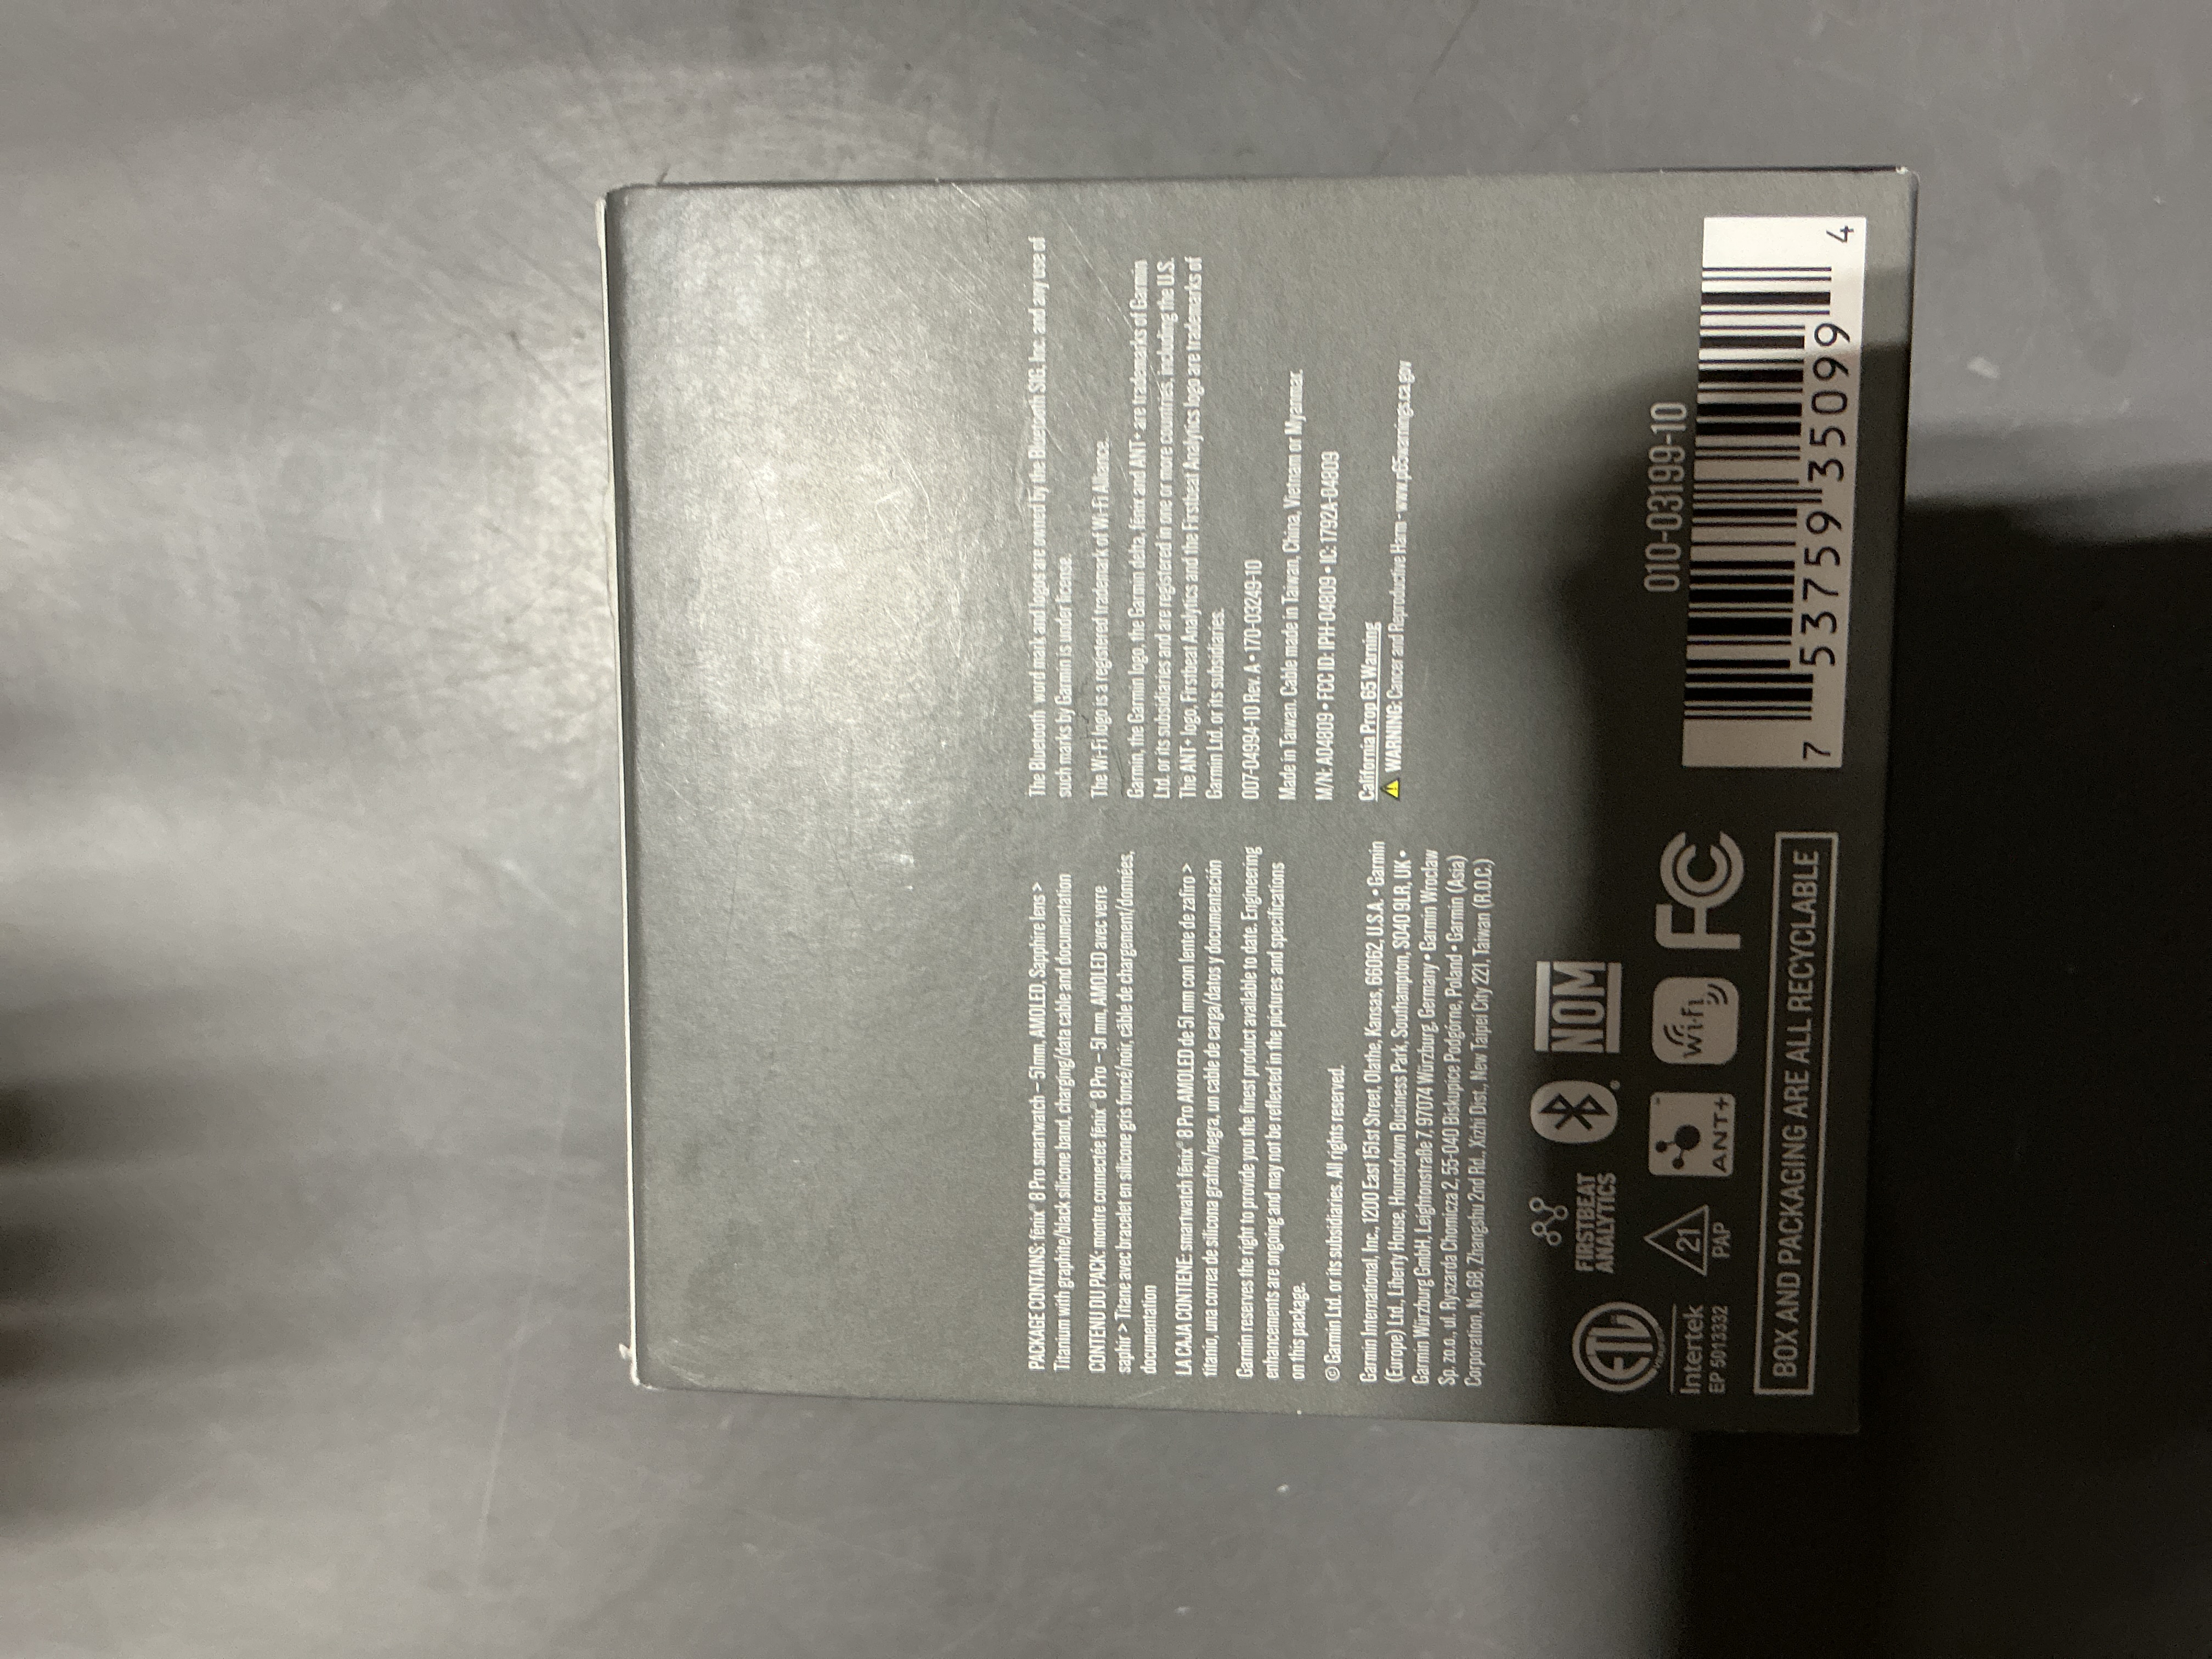 PACKAGE CONTAINS: fēnix® 8 Pro smartwatch – 51mm, AMOLED, Sapphire lens >
Titanium with graphite/black silicone band, charging/data cable and documentation
CONTENU DU PACK: montre connectée fēnix® 8 Pro – 51 mm, AMOLED avec verre
saphir > Titane avec bracelet en silicone gris foncé/noir, câble de chargement/données,
documentation
LA CAJA CONTIENE: smartwatch fēnix® 8 Pro AMOLED de 51 mm con lente de zafiro >
titanio, una correa de silicona grafito/negra, un cable de carga/datos y documentación
Garmin reserves the right to provide you the finest product available to date. Engineering
enhancements are ongoing and may not be reflected in the pictures and specifications
on this package.
© Garmin Ltd. or its subsidiaries. All rights reserved.
Garmin International, Inc., 1200 East 151st Street, Olathe, Kansas, 66062, U.S.A. • Garmin
(Europe) Ltd., Liberty House, Hounsdown Business Park, Southampton, SO40 9LR, UK •
Garmin Würzburg GmbH, Leightonstraße 7, 97074 Würzburg, Germany • Garmin Wrocław
Sp. z o.o., ul. Ryszarda Chomicza 2, 55-040 Biskupice Podgórne, Poland • Garmin (Asia)
Corporation, No.68, Zhangshu 2nd Rd., Xizhi Dist., New Taipei City 221, Taiwan (R.O.C.)
The Bluetooth word mark and logos are owned by the Bluetooth SIG, Inc. and any use of
such marks by Garmin is under license.
The Wi-Fi logo is a registered trademark of Wi-Fi Alliance.
Garmin, the Garmin logo, the Garmin delta, fēnix and ANT+ are trademarks of Garmin
Ltd. or its subsidiaries and are registered in one or more countries, including the U.S.
The ANT+ logo, Firstbeat Analytics and the Firstbeat Analytics logo are trademarks of
Garmin Ltd. or its subsidiaries.
007-04994-10 Rev. A • 170-03249-10
Made in Taiwan. Cable made in Taiwan, China, Vietnam or Myanmar.
M/N: A04809 • FCC ID: IPH-04809 • IC: 1792A-04809
California Prop 65 Warning
WARNING: Cancer and Reproductive Harm - www.p65warnings.ca.gov
ETL
Intertek
EP 5013332
FIRSTBEAT
ANALYTICS
NOM
21
PAP
ANT+
Wi-Fi
FC
BOX AND PACKAGING ARE ALL RECYCLABLE
010-03199-10
7 53759 35099 4